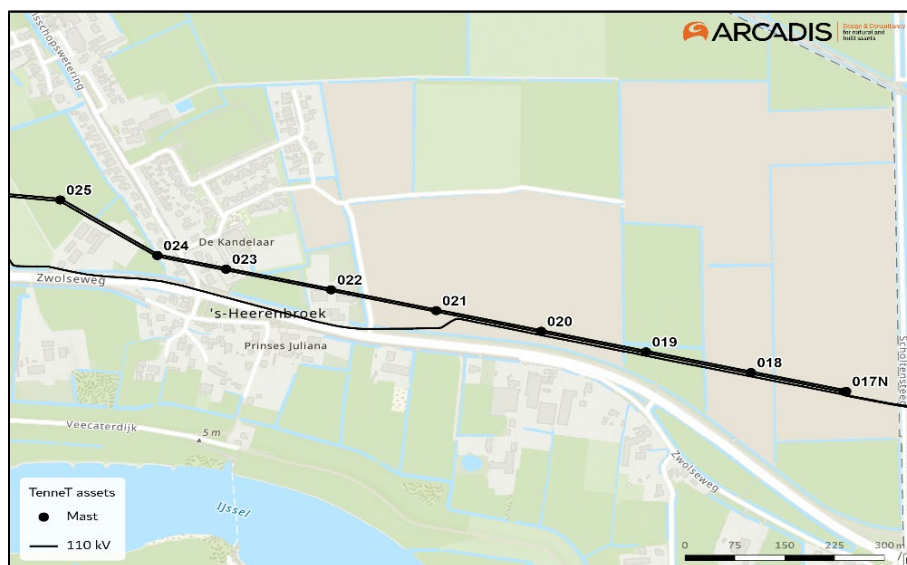 ARCADIS
Design & Consultancy
for natural and
built assets
sschopswetering
025
024
De Kandelaar
023
022
Zwolseweg
's-Heerenbroek
021
Prinses Juliana
020
019
018
017N
Scholtensteeg
Veecaterdijk
5 m
Zwolseweg
IJssel
TenneT assets
Mast
110 kV
0 75 150 225 300 m